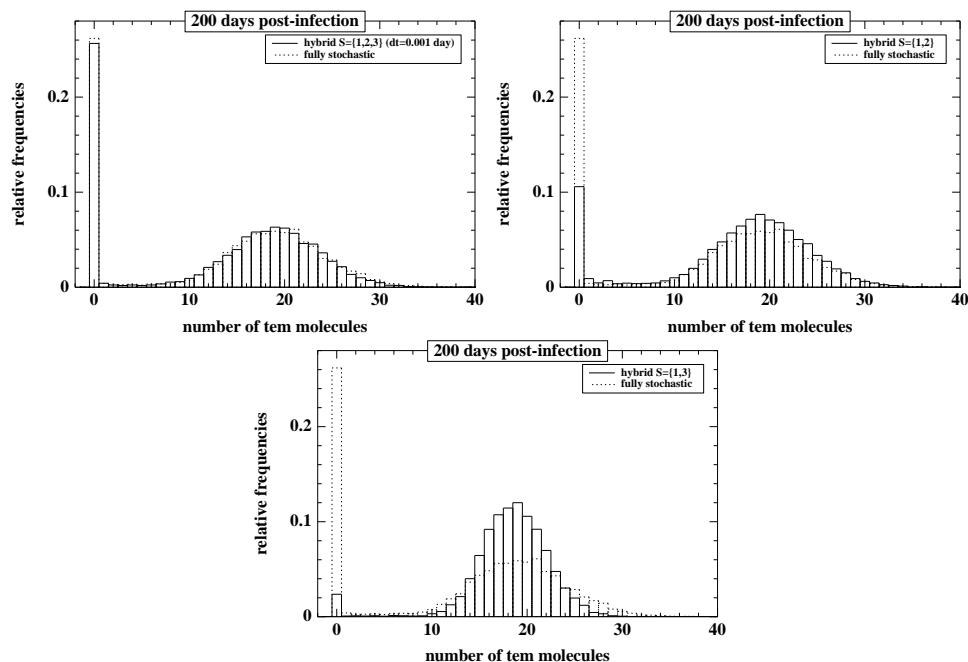 200 days post-infection
hybrid S={1,2,3} (dt=0.001 day)
fully stochastic
relative frequencies
0.2
0.1
0
0 10 20 30 40
number of tem molecules
200 days post-infection
hybrid S={1,2}
fully stochastic
relative frequencies
0.2
0.1
0
0 10 20 30 40
number of tem molecules
200 days post-infection
hybrid S={1,3}
fully stochastic
relative frequencies
0.2
0.1
0
0 10 20 30 40
number of tem molecules